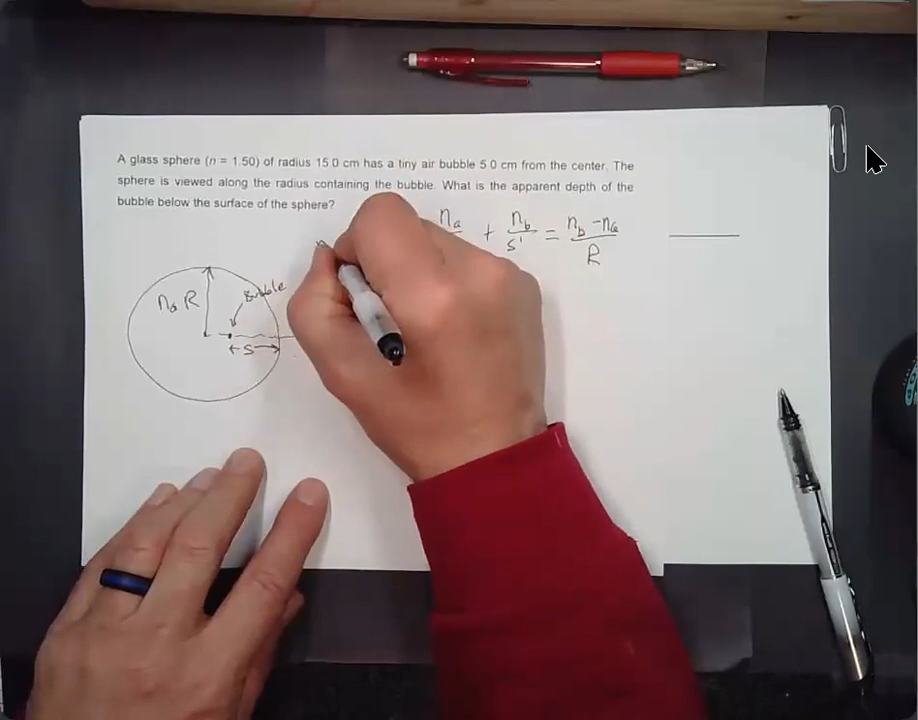 A glass sphere (n = 1.50) of radius 15.0 cm has a tiny air bubble 5.0 cm from the center. The
sphere is viewed along the radius containing the bubble. What is the apparent depth of the
bubble below the surface of the sphere?
nₐ + n_b/s' = (n_b - nₐ)/R
nₐ R
Bubble
s